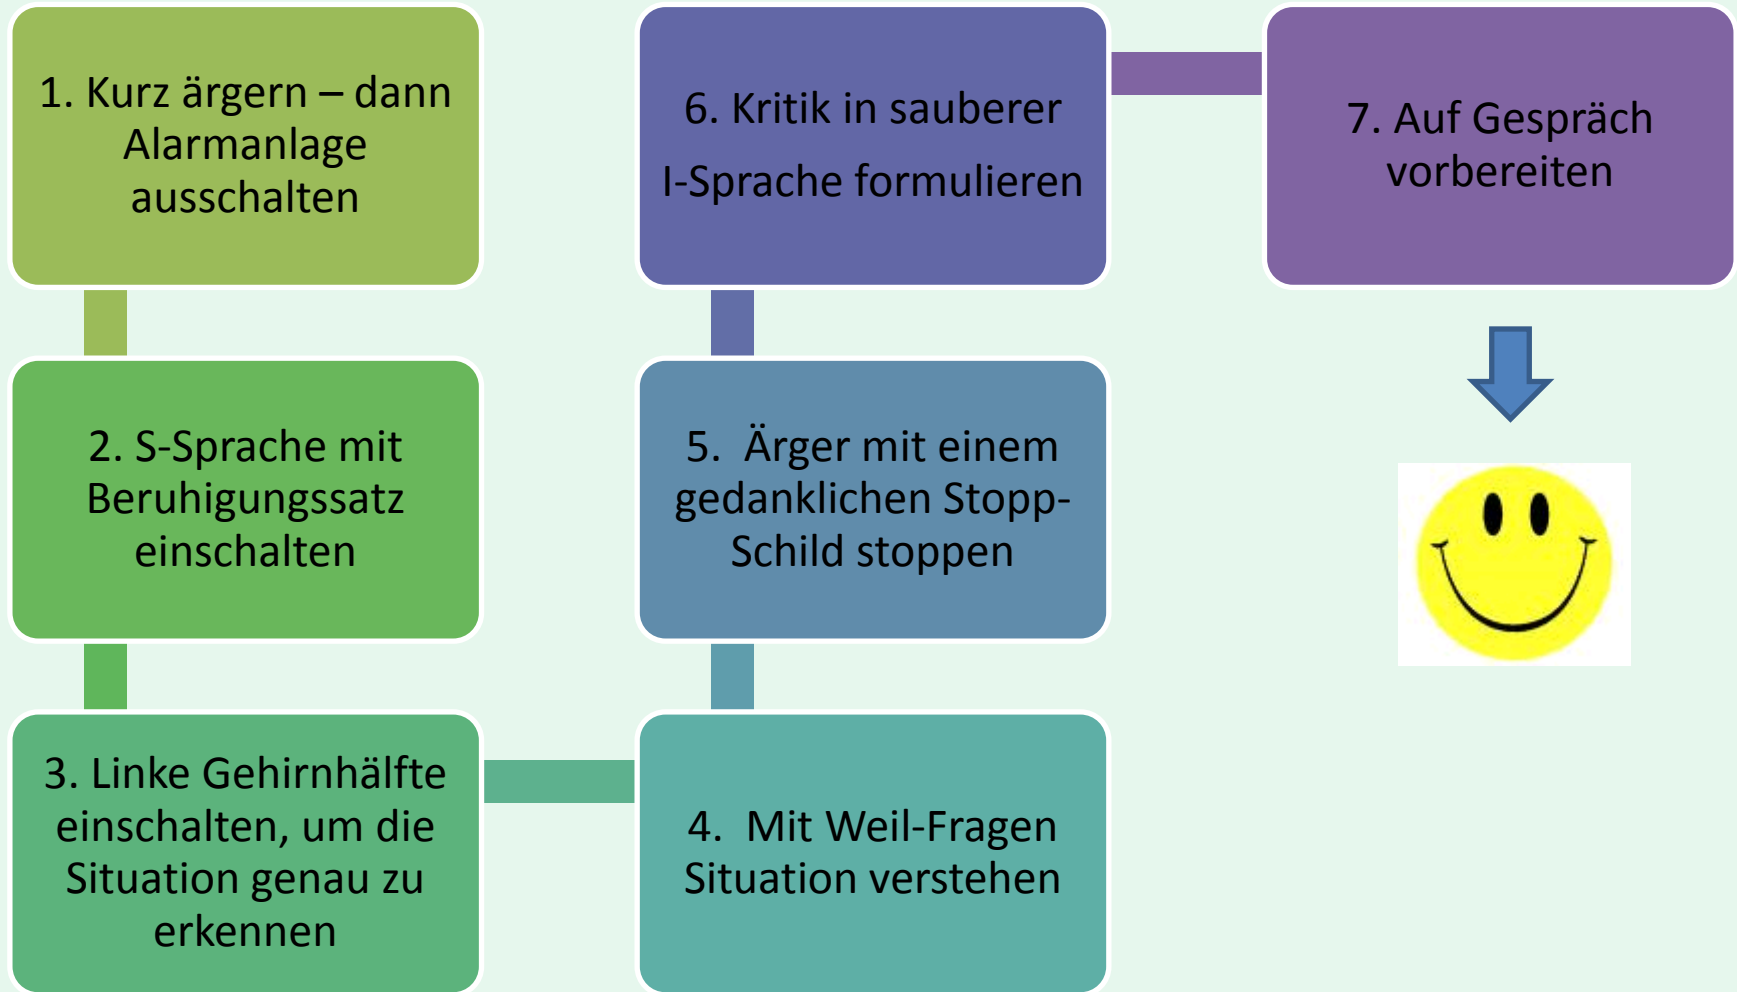 1. Kurz ärgern – dann
Alarmanlage
ausschalten
2. S-Sprache mit
Beruhigungssatz
einschalten
3. Linke Gehirnhälfte
einschalten, um die
Situation genau zu
erkennen
4. Mit Weil-Fragen
Situation verstehen
5. Ärger mit einem
gedanklichen Stopp-
Schild stoppen
6. Kritik in sauberer
I-Sprache formulieren
7. Auf Gespräch
vorbereiten